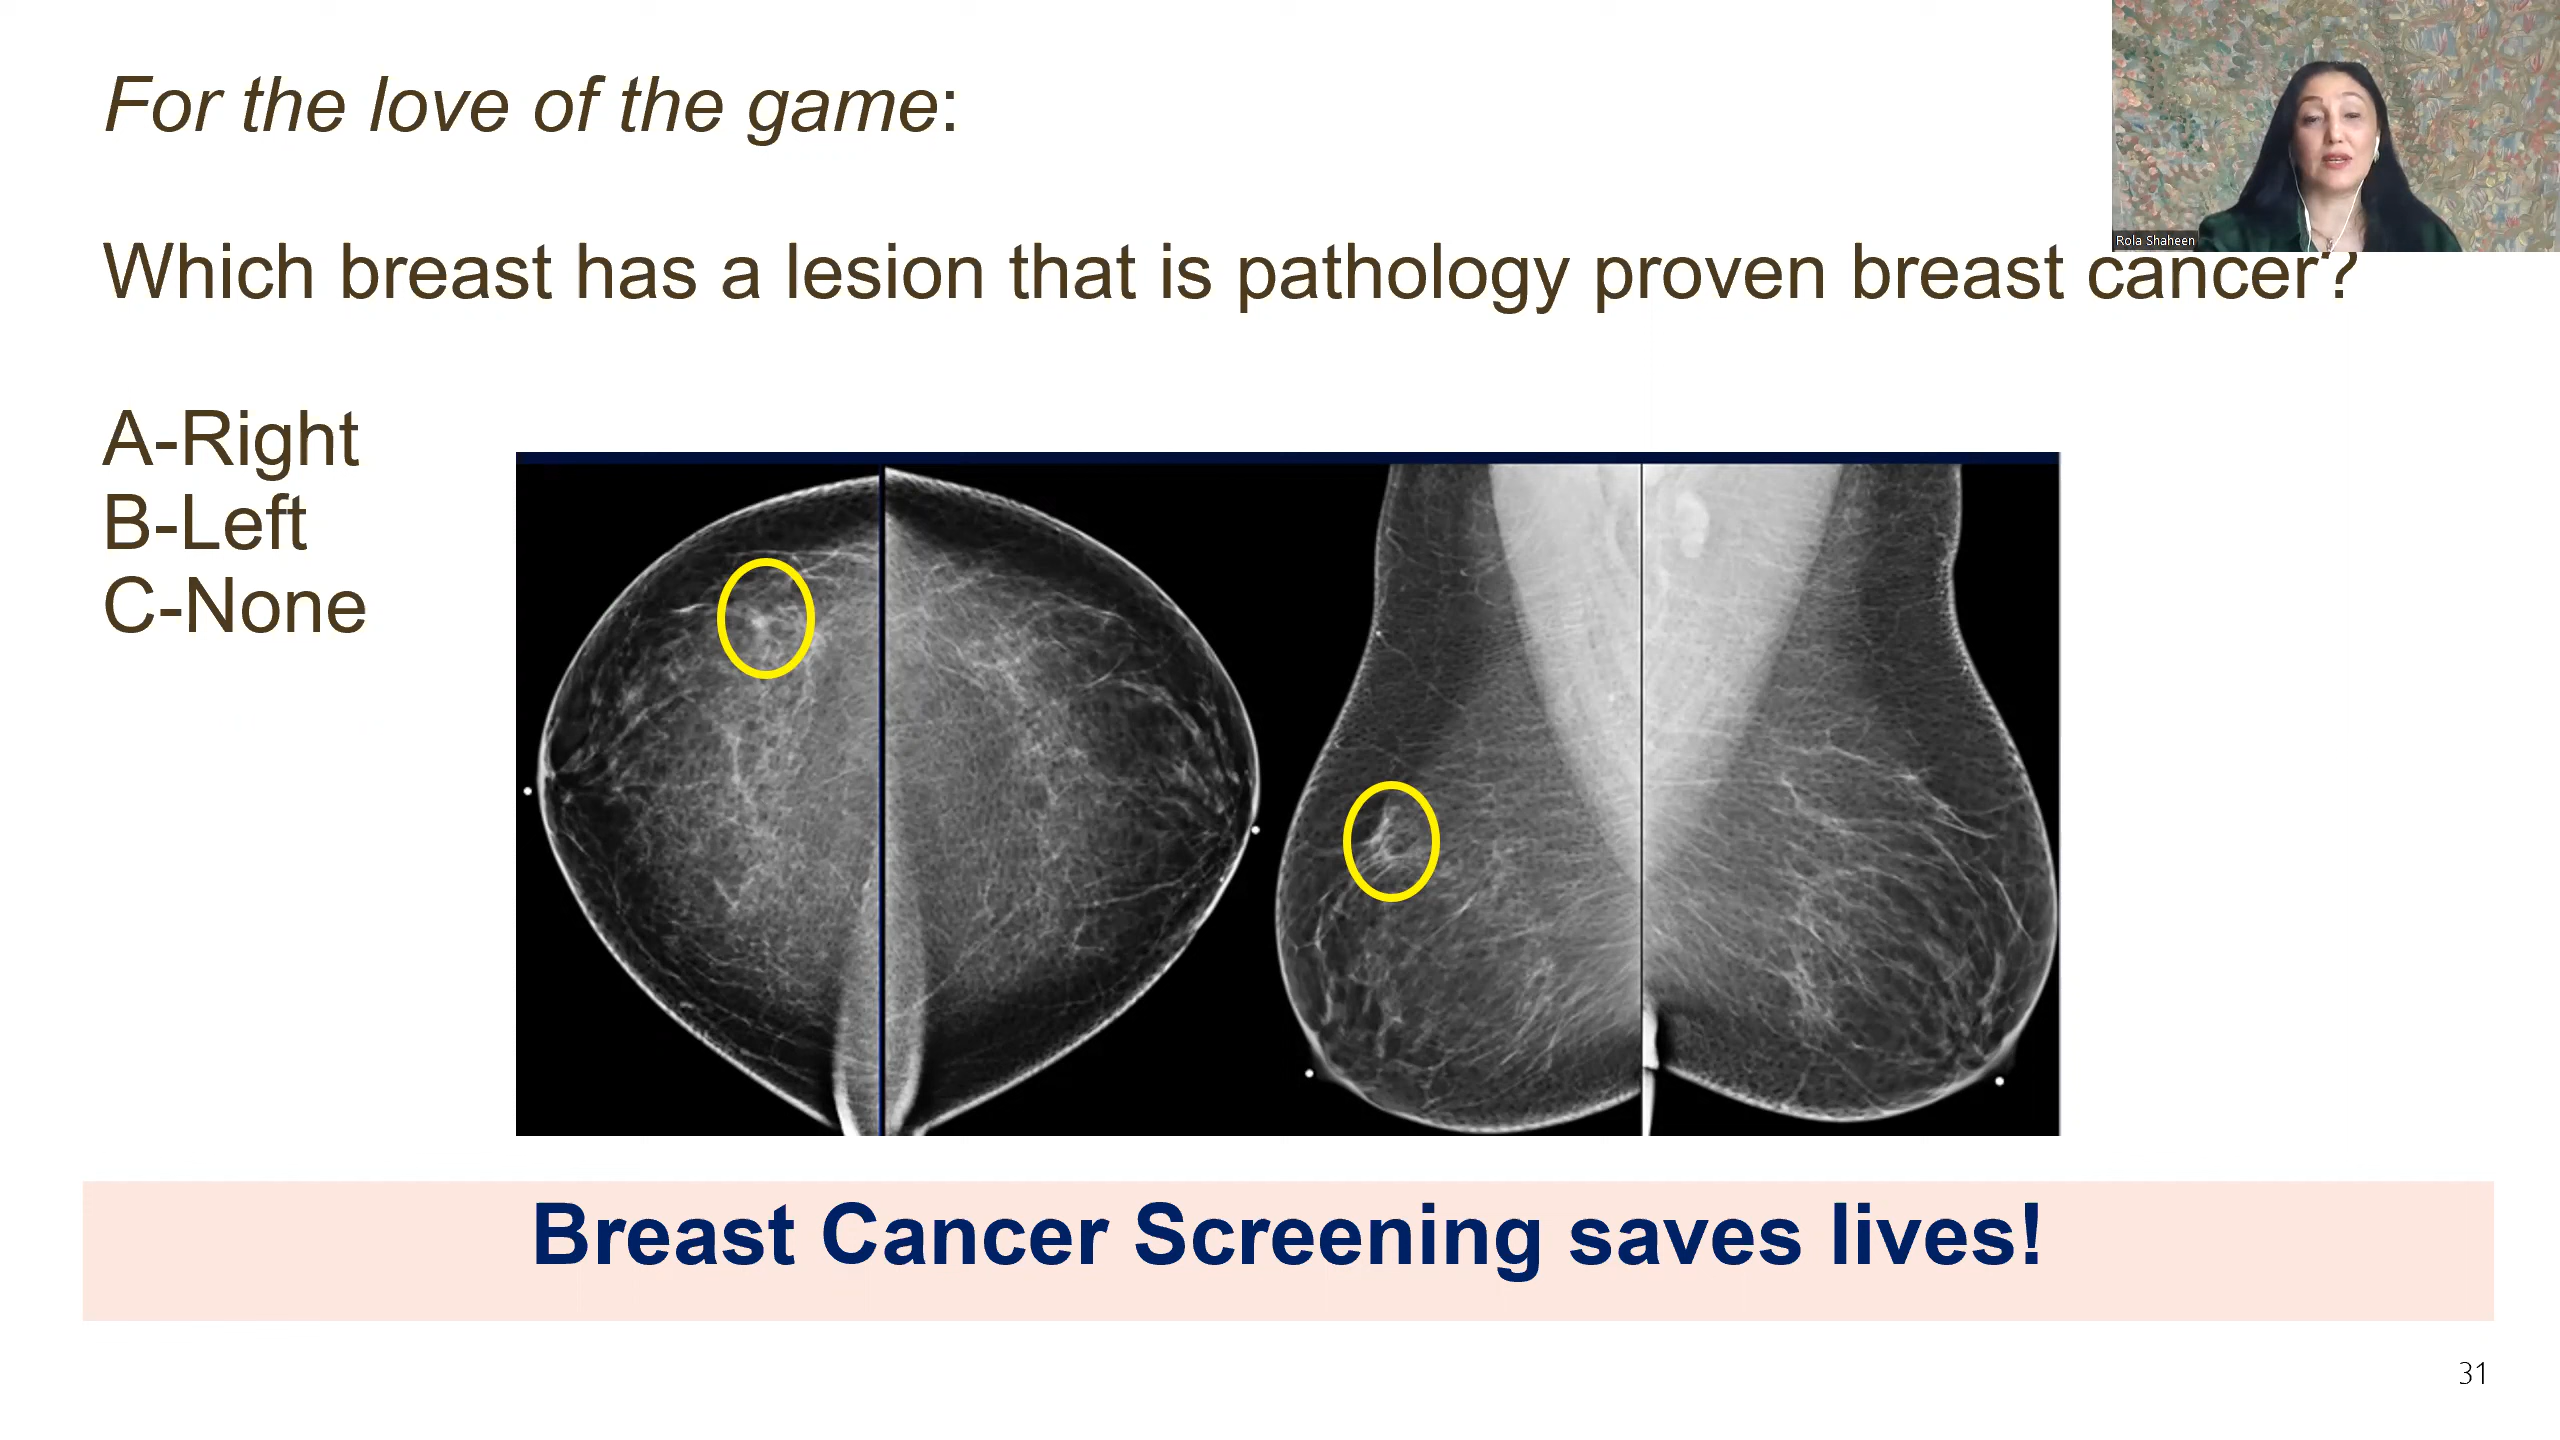 For the love of the game:
Rola Shaheen
Which breast has a lesion that is pathology proven breast cancer?
A-Right
B-Left
C-None
Breast Cancer Screening saves lives!
31